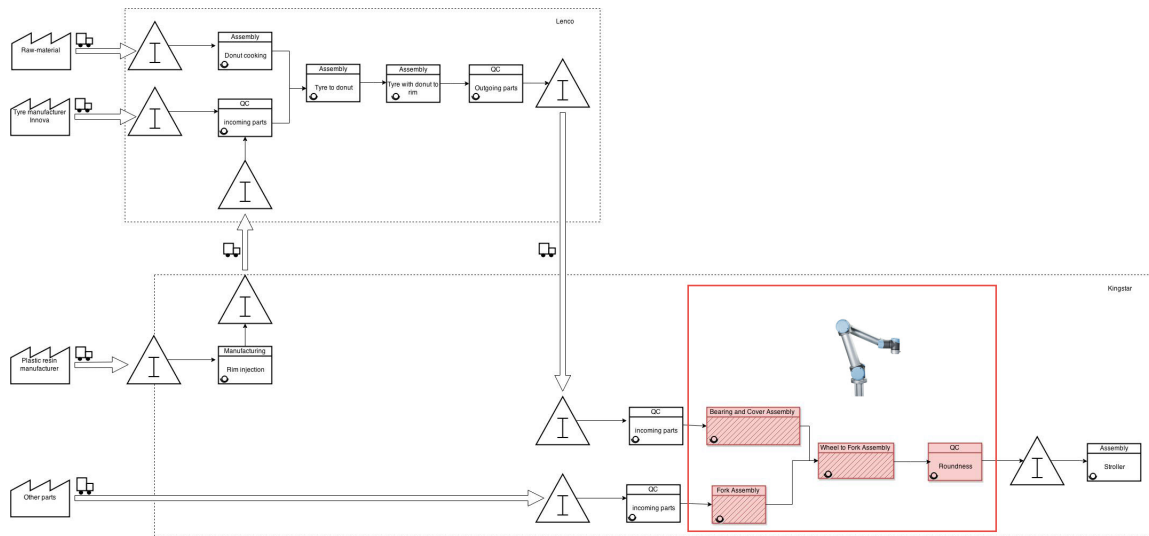 Lenco
Assembly
Raw-material
Donut cooking
Assembly
Assembly
QC
Tyre to donut
Tyre with donut to
rim
Outgoing parts
QC
Tyre manufacturer
Innova
incoming parts
Kingstar
Manufacturing
Plastic resin
manufacturer
Rim injection
QC
Bearing and Cover Assembly
incoming parts
Wheel to Fork Assembly
QC
Assembly
Roundness
Stroller
QC
Fork Assembly
Other parts
incoming parts